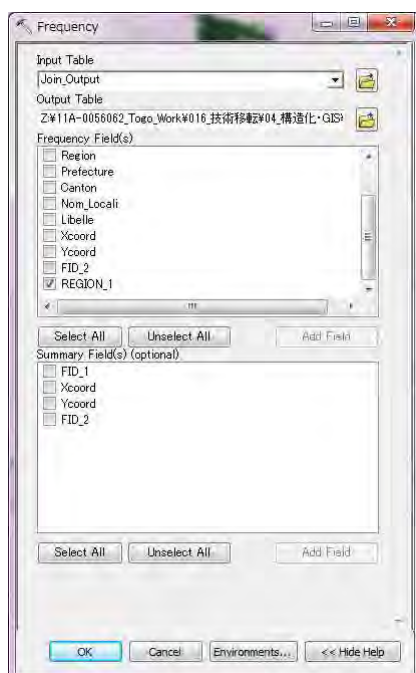 Frequency
Input Table
Join_Output
Output Table
Z:¥11A-0056062_Togo_Work¥016_技術移転¥04_構造化・GIS¥
Frequency Field(s)
Region
Prefecture
Canton
Nom_Locali
Libelle
Xcoord
Ycoord
FID_2
REGION_1
Select All
Unselect All
Add Field
Summary Field(s) (optional)
FID_1
Xcoord
Ycoord
FID_2
Select All
Unselect All
Add Field
OK
Cancel
Environments...
<< Hide Help